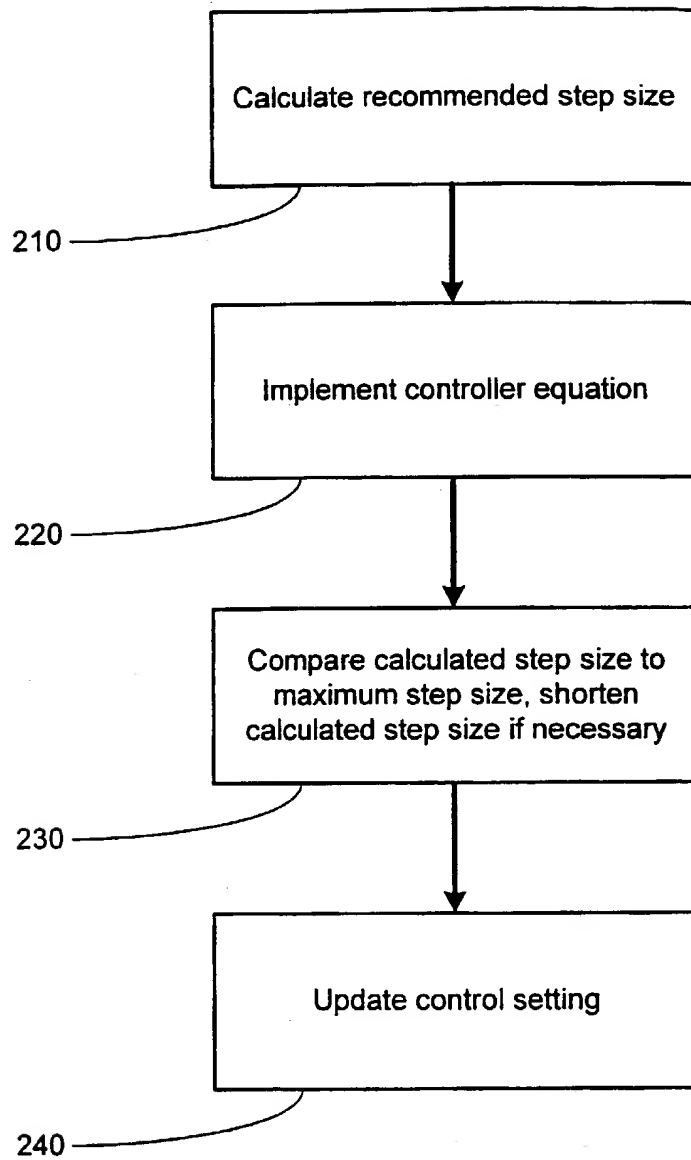 Calculate recommended step size
210
Implement controller equation
220
Compare calculated step size to
maximum step size, shorten
calculated step size if necessary
230
Update control setting
240